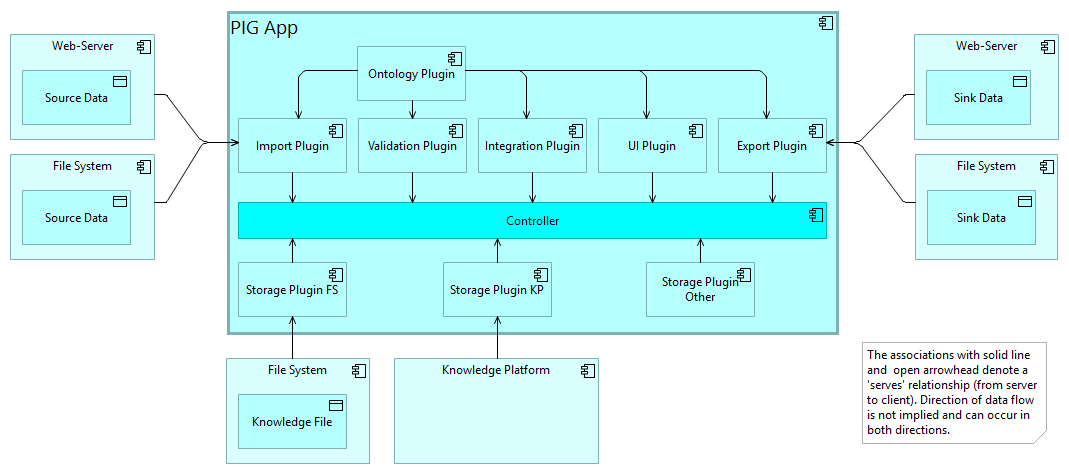 PIG App
Web-Server
Source Data
File System
Source Data
Ontology Plugin
Import Plugin
Validation Plugin
Integration Plugin
UI Plugin
Export Plugin
Controller
Storage Plugin FS
Storage Plugin KP
Storage Plugin
Other
Web-Server
Sink Data
File System
Sink Data
File System
Knowledge File
Knowledge Platform
The associations with solid line
and open arrowhead denote a
'serves' relationship (from server
to client). Direction of data flow
is not implied and can occur in
both directions.